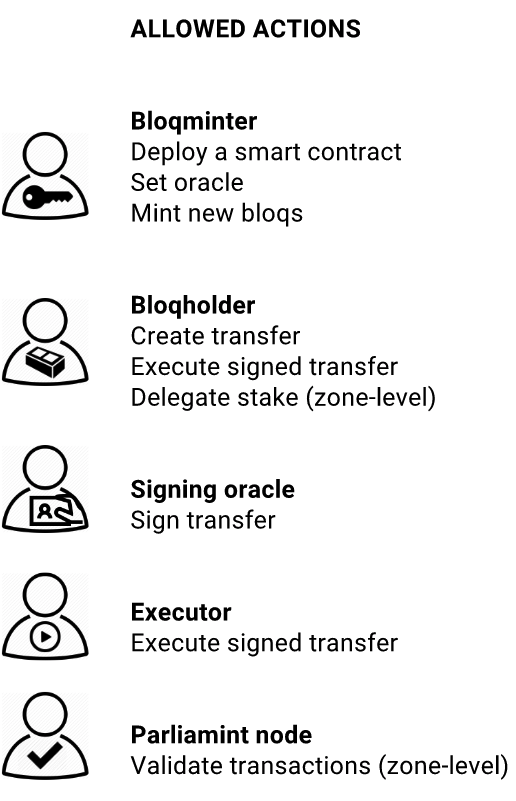 ALLOWED ACTIONS
Bloqminter
Deploy a smart contract
Set oracle
Mint new bloqs
Bloqholder
Create transfer
Execute signed transfer
Delegate stake (zone-level)
Signing oracle
Sign transfer
Executor
Execute signed transfer
Parliamint node
Validate transactions (zone-level)